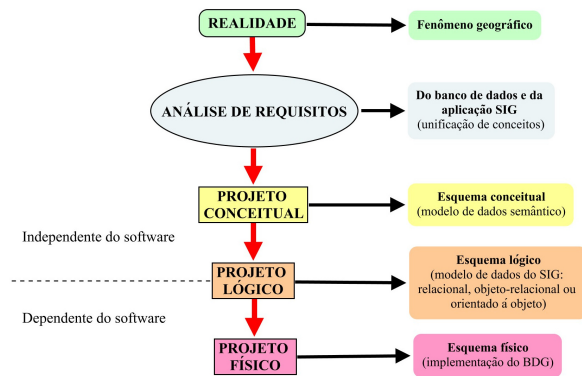 REALIDADE
Fenômeno geográfico
ANÁLISE DE REQUISITOS
Do banco de dados e da
aplicação SIG
(unificação de conceitos)
PROJETO
CONCEITUAL
Esquema conceitual
(modelo de dados semântico)
Independente do software
PROJETO
LÓGICO
Esquema lógico
(modelo de dados do SIG:
relacional, objeto-relacional ou
orientado á objeto)
Dependente do software
PROJETO
FÍSICO
Esquema físico
(implementação do BDG)